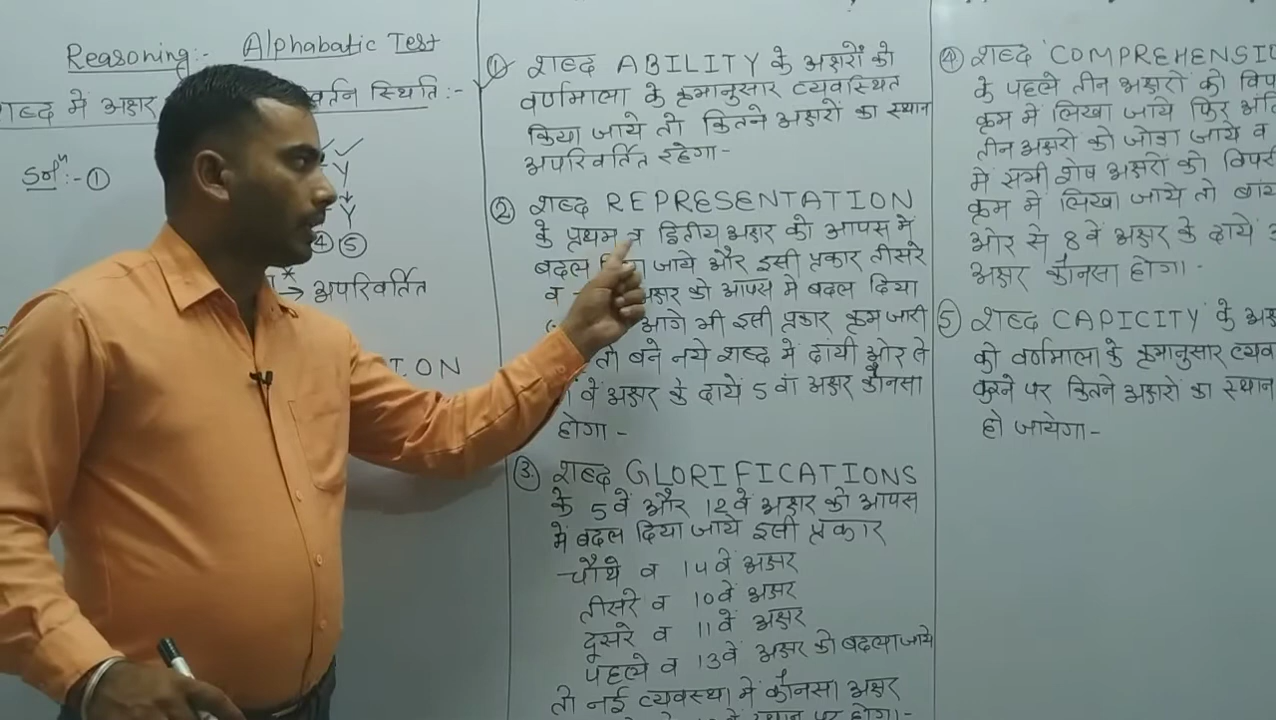 Reasoning:- Alphabatic Test
शब्द में अक्षर वर्तन स्थिति:-
Solⁿ:- ①
Y
Y
④ ⑤
* → अपरिवर्तित
TION
① शब्द ABILITY के अक्षरों को
वर्णमाला के क्रमानुसार व्यवस्थित
किया जाये तो कितने अक्षरों का स्थान
अपरिवर्तित रहेगा-
② शब्द REPRESENTATION
के प्रथम व द्वितीय अक्षर को आपस में
बदल जाये और इसी प्रकार तीसरे
व अक्षर को आपस मे बदल दिया
आगे भी इसी प्रकार क्रम जारी
तो बने नये शब्द में दायी ओर से
वें अक्षर के दाये 5 वां अक्षर कौनसा
होगा -
③ शब्द GLORIFICATIONS
के 5 वें और 12 वें अक्षर को आपस
में बदल दिया जाये इसी प्रकार
चौथे व 14 वें अक्षर
तीसरे व 10 वें अक्षर
दूसरे व 11 वें अक्षर
पहले व 13 वें अक्षर को बदला जाये
तो नई व्यवस्था में कौनसा अक्षर
स्थान पर होगा।-
④ शब्द COMPREHENSI
के पहले तीन अक्षरों को विप
क्रम में लिखा जाये फिर अ
तीन अक्षरो को जोडा जाये व
में सभी शेष अक्षरो को विपरी
क्रम में लिखा जाये तो बाय
ओर से 8 वें अक्षर के दायें
अक्षर कौनसा होगा।-
⑤ शब्द CAPICITY के अक्ष
को वर्णमाला के क्रमानुसार व्यव
करने पर कितने अक्षरों का स्थान
हो जायेगा-